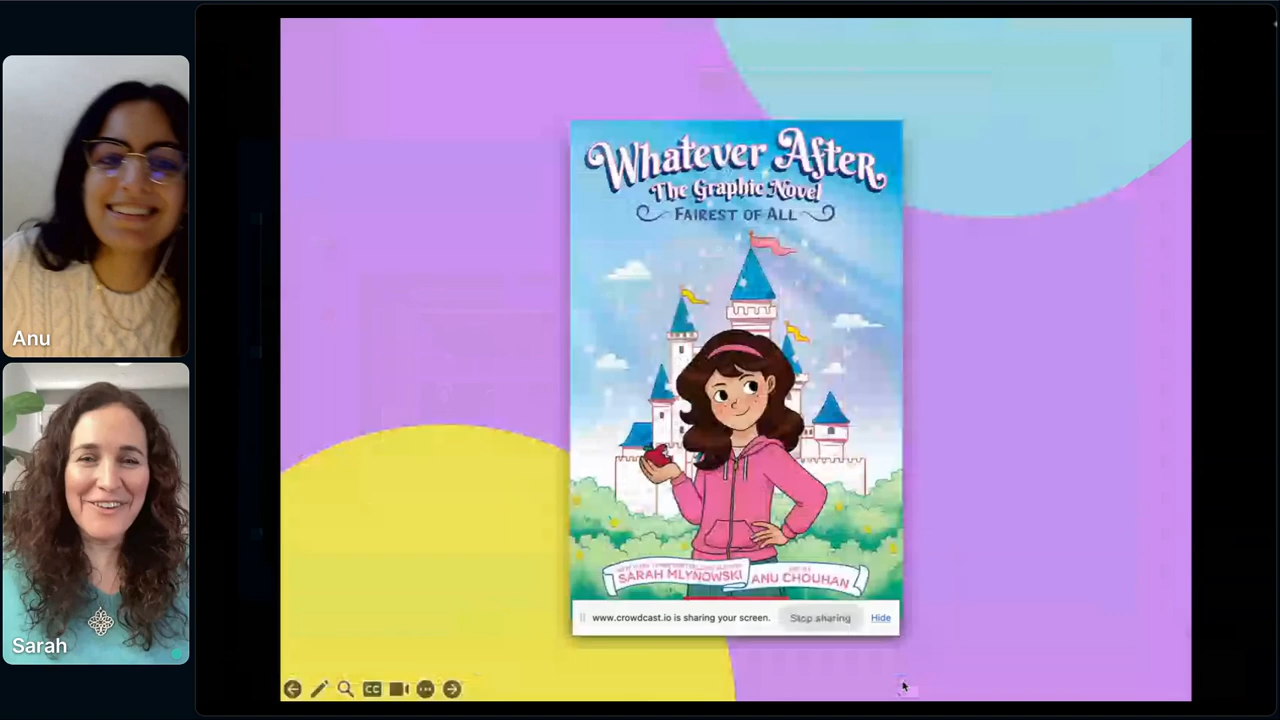 Anu
Sarah
Whatever After
The Graphic Novel
FAIREST OF ALL
SARAH MLYNOWSKI
ANU CHOUHAN
www.crowdcast.io is sharing your screen.
Stop sharing
Hide
CC